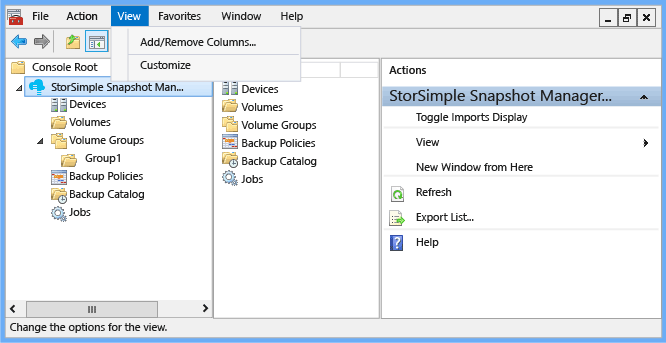 File Action View Favorites Window Help
Add/Remove Columns...
Customize
Console Root
StorSimple Snapshot Man...
Devices
Volumes
Volume Groups
Group1
Backup Policies
Backup Catalog
Jobs
Devices
Volumes
Volume Groups
Backup Policies
Backup Catalog
Jobs
Actions
StorSimple Snapshot Manager...
Toggle Imports Display
View
New Window from Here
Refresh
Export List...
Help
Change the options for the view.